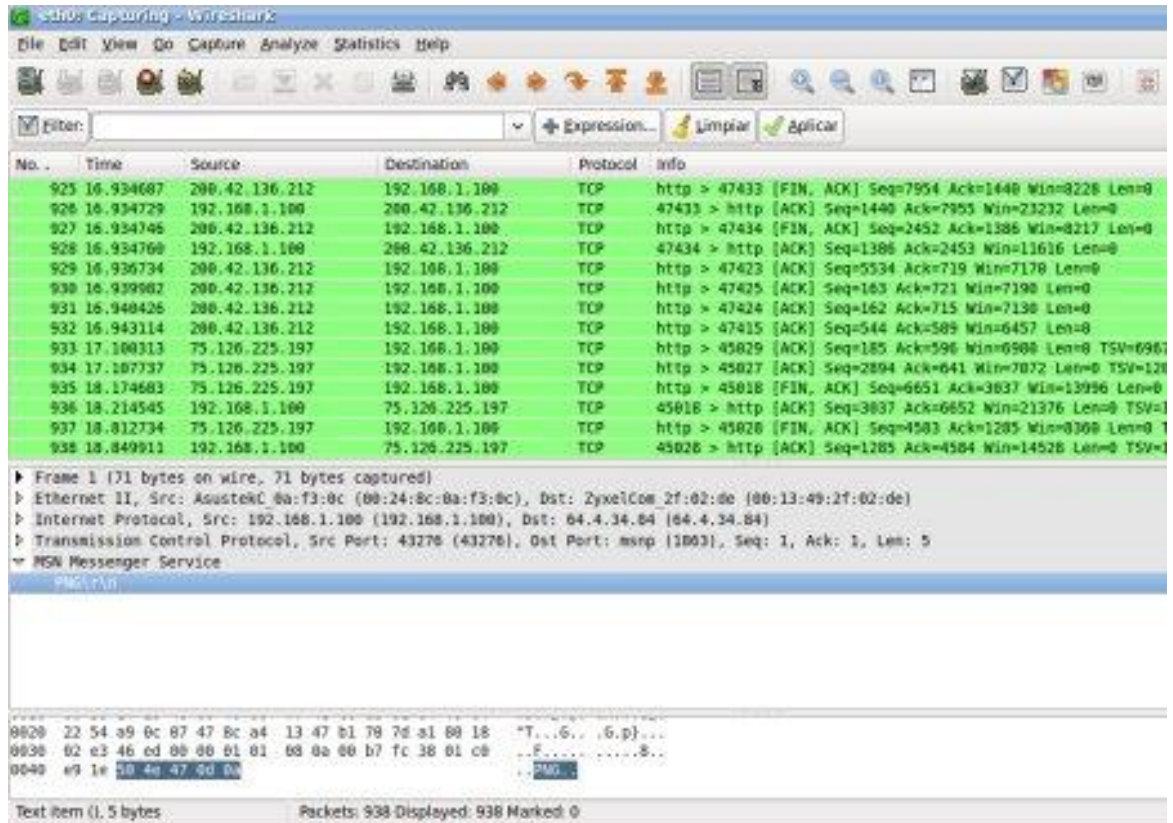 eth0: Capturing - Wireshark
File Edit View Go Capture Analyze Statistics Help
Filter: Expression... Limpiar Aplicar
No. . Time Source Destination Protocol Info
925 16.934687 200.42.136.212 192.168.1.100 TCP http > 47433 [FIN, ACK] Seq=7954 Ack=1440 Win=8228 Len=0
926 16.934729 192.168.1.100 200.42.136.212 TCP 47433 > http [ACK] Seq=1440 Ack=7955 Win=23232 Len=0
927 16.934746 200.42.136.212 192.168.1.100 TCP http > 47434 [FIN, ACK] Seq=2452 Ack=1386 Win=8217 Len=0
928 16.934760 192.168.1.100 200.42.136.212 TCP 47434 > http [ACK] Seq=1386 Ack=2453 Win=11616 Len=0
929 16.936734 200.42.136.212 192.168.1.100 TCP http > 47423 [ACK] Seq=5534 Ack=719 Win=7170 Len=0
930 16.939982 200.42.136.212 192.168.1.100 TCP http > 47425 [ACK] Seq=163 Ack=721 Win=7190 Len=0
931 16.940426 200.42.136.212 192.168.1.100 TCP http > 47424 [ACK] Seq=162 Ack=715 Win=7130 Len=0
932 16.943114 200.42.136.212 192.168.1.100 TCP http > 47415 [ACK] Seq=544 Ack=589 Win=6457 Len=0
933 17.100313 75.126.225.197 192.168.1.100 TCP http > 45029 [ACK] Seq=185 Ack=596 Win=6980 Len=0 TSV=6967
934 17.107737 75.126.225.197 192.168.1.100 TCP http > 45027 [ACK] Seq=2894 Ack=641 Win=7072 Len=0 TSV=120
935 18.174683 75.126.225.197 192.168.1.100 TCP http > 45018 [FIN, ACK] Seq=6651 Ack=3037 Win=13996 Len=0
936 18.214545 192.168.1.100 75.126.225.197 TCP 45018 > http [ACK] Seq=3037 Ack=6652 Win=21376 Len=0 TSV=1
937 18.812734 75.126.225.197 192.168.1.100 TCP http > 45028 [FIN, ACK] Seq=4583 Ack=1285 Win=8360 Len=0 T
938 18.849911 192.168.1.100 75.126.225.197 TCP 45028 > http [ACK] Seq=1285 Ack=4584 Win=14528 Len=0 TSV=1
Frame 1 (71 bytes on wire, 71 bytes captured)
Ethernet II, Src: AsustekC_0a:f3:0c (00:24:8c:0a:f3:0c), Dst: ZyxelCom_2f:02:de (00:13:49:2f:02:de)
Internet Protocol, Src: 192.168.1.100 (192.168.1.100), Dst: 64.4.34.84 (64.4.34.84)
Transmission Control Protocol, Src Port: 43276 (43276), Dst Port: msnp (1863), Seq: 1, Ack: 1, Len: 5
MSN Messenger Service
PNG\r\n
0020 22 54 a9 0c 07 47 8c a4 13 47 b1 70 7d a1 80 18 "T...G.. .G.p}...
0030 02 e3 46 ed 00 00 01 01 08 0a 00 b7 fc 38 01 c0 ..F..... .....8..
0040 e9 1e 50 4e 47 0d 0a ..PNG..
Text item (), 5 bytes Packets: 938 Displayed: 938 Marked: 0